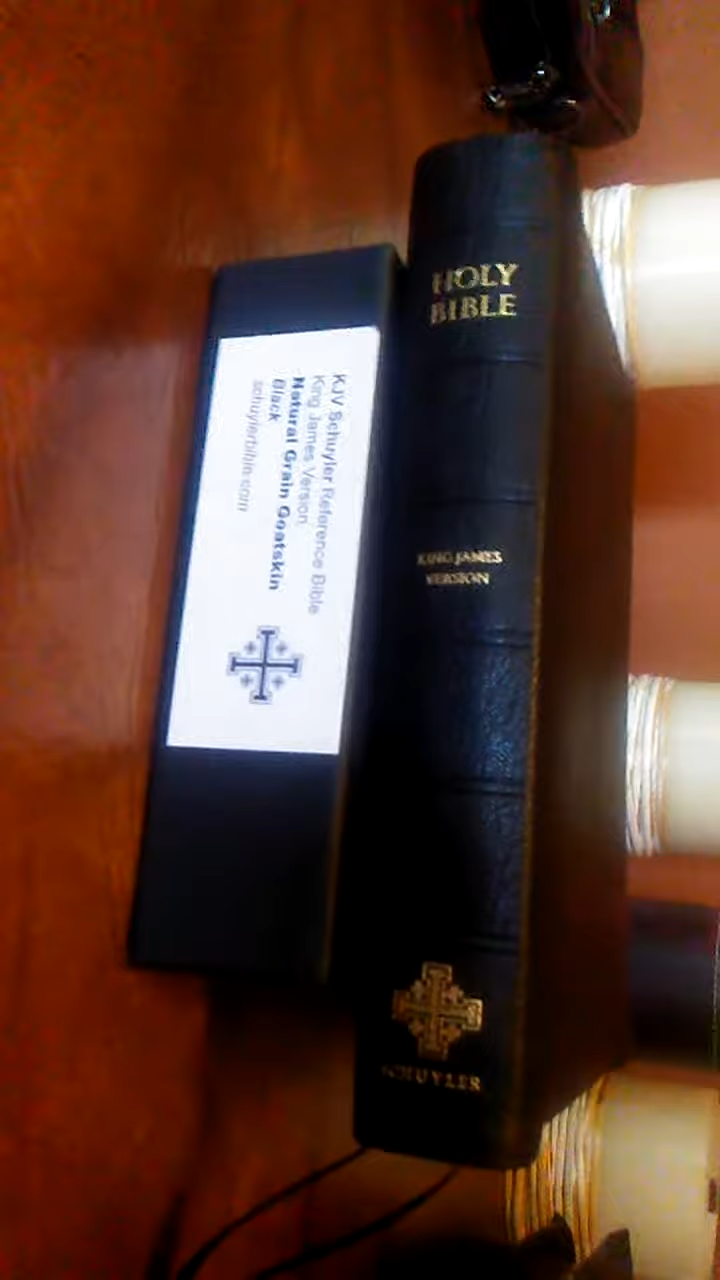 KJV Schuyler Reference Bible
King James Version
Natural Grain Goatskin
Black
schuylerbible.com
HOLY
BIBLE
KING JAMES
VERSION
SCHUYLER